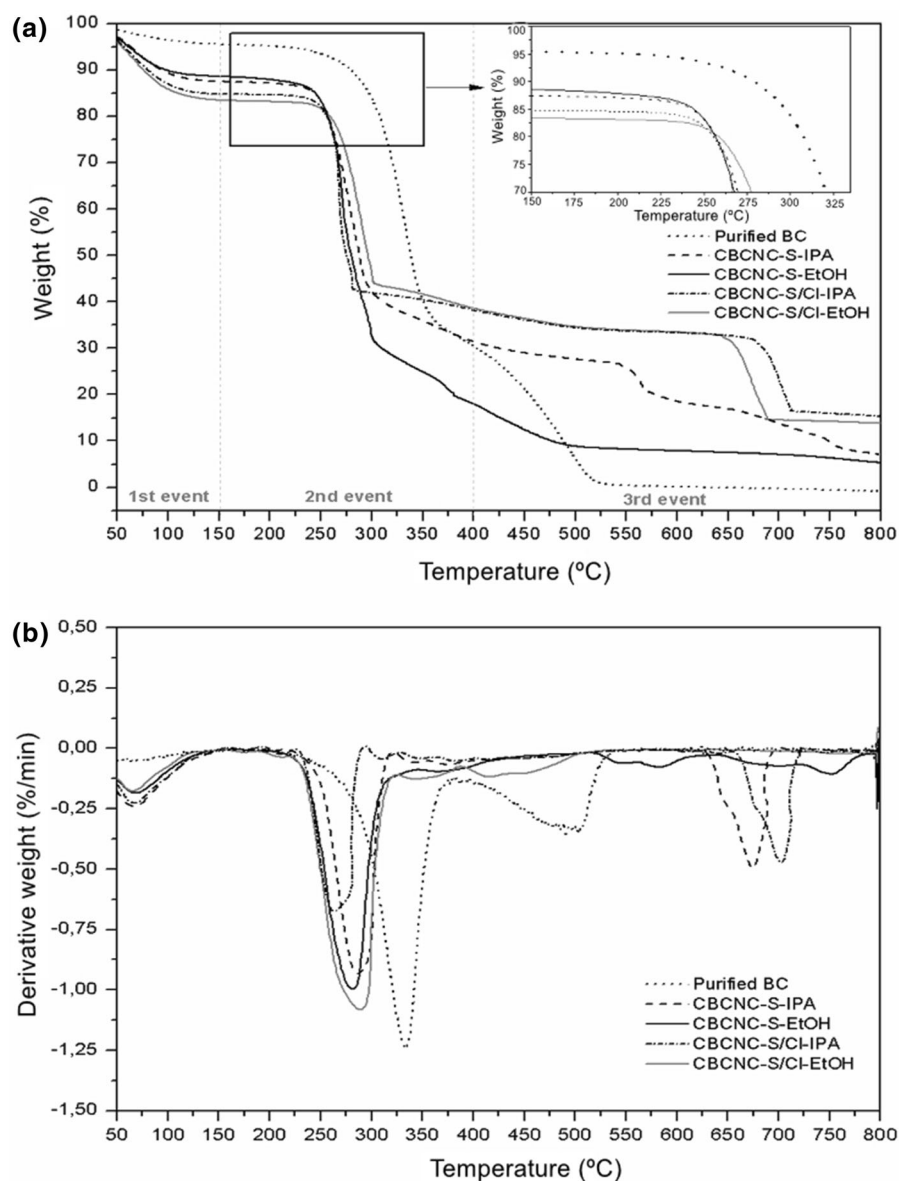 (a)
100
90
80
70
60
50
40
30
20
10
0
Weight (%)
50 100 150 200 250 300 350 400 450 500 550 600 650 700 750 800
Temperature (ºC)
1st event
2nd event
3rd event
100
95
90
85
80
75
70
Weight (%)
150 175 200 225 250 275 300 325
Temperature (ºC)
Purified BC
CBCNC-S-IPA
CBCNC-S-EtOH
CBCNC-S/Cl-IPA
CBCNC-S/Cl-EtOH
(b)
0,50
0,25
0,00
-0,25
-0,50
-0,75
-1,00
-1,25
-1,50
Derivative weight (%/min)
Purified BC
CBCNC-S-IPA
CBCNC-S-EtOH
CBCNC-S/Cl-IPA
CBCNC-S/Cl-EtOH
50 100 150 200 250 300 350 400 450 500 550 600 650 700 750 800
Temperature (ºC)